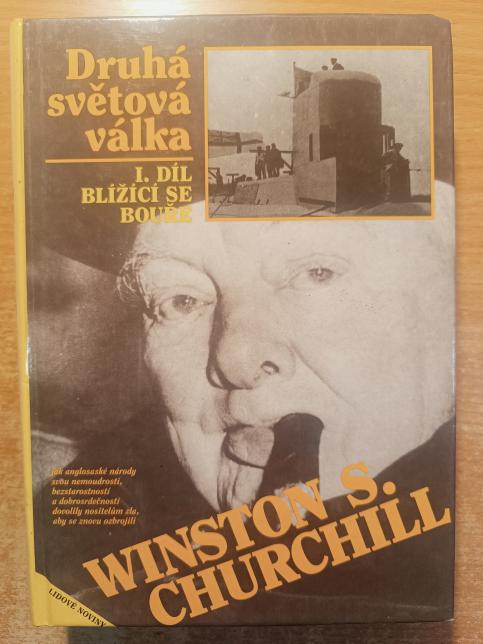 Druhá
světová
válka
I. DÍL
BLÍŽÍCÍ SE
BOUŘE
jak anglosaské národy
svou nemoudrostí,
bezstarostností
a dobrosrdečností
dovolily nositelům zla,
aby se znovu ozbrojili
WINSTON S.
CHURCHILL
LIDOVÉ NOVINY